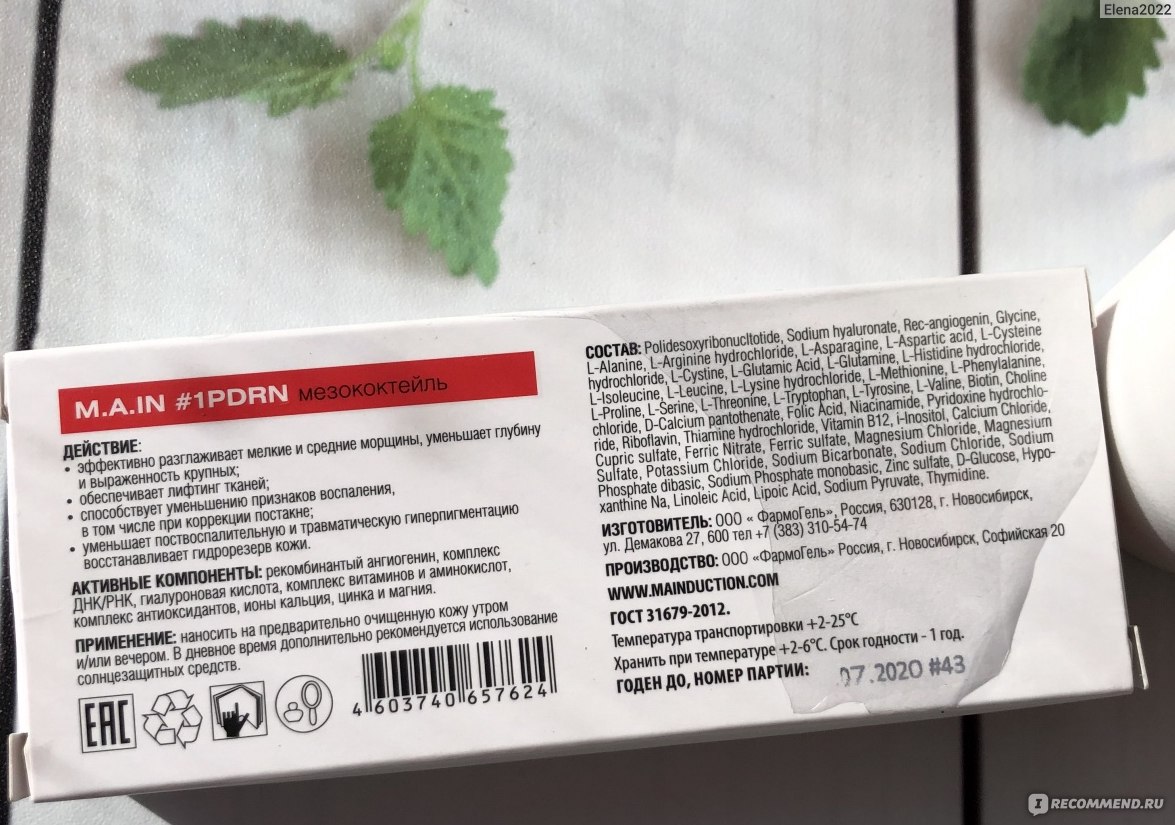 Elena2022
M.A.IN #1PDRN мезококтейль
ДЕЙСТВИЕ:
• эффективно разглаживает мелкие и средние морщины, уменьшает глубину
и выраженность крупных;
• обеспечивает лифтинг тканей;
• способствует уменьшению признаков воспаления,
в том числе при коррекции постакне;
• уменьшает поствоспалительную и травматическую гиперпигментацию
восстанавливает гидрорезерв кожи.
АКТИВНЫЕ КОМПОНЕНТЫ: рекомбинатный ангиогенин, комплекс
ДНК/РНК, гиалуроновая кислота, комплекс витаминов и аминокислот,
комплекс антиоксидантов, ионы кальция, цинка и магния.
ПРИМЕНЕНИЕ: наносить на предварительно очищенную кожу утром
и/или вечером. В дневное время дополнительно рекомендуется использование
солнцезащитных средств.
EAC
4 603740 657624
СОСТАВ: Polidesoxyribonucltotide, Sodium hyaluronate, Rec-angiogenin, Glycine,
L-Alanine, L-Arginine hydrochloride, L-Asparagine, L-Aspartic acid, L-Cysteine
hydrochloride, L-Cystine, L-Glutamic Acid, L-Glutamine, L-Histidine hydrochloride,
L-Isoleucine, L-Leucine, L-Lysine hydrochloride, L-Methionine, L-Phenylalanine,
L-Proline, L-Serine, L-Threonine, L-Tryptophan, L-Tyrosine, L-Valine, Biotin, Choline
chloride, D-Calcium pantothenate, Folic Acid, Niacinamide, Pyridoxine hydrochlo-
ride, Riboflavin, Thiamine hydrochloride, Vitamin B12, i-Inositol, Calcium Chloride,
Cupric sulfate, Ferric Nitrate, Ferric sulfate, Magnesium Chloride, Magnesium
Sulfate, Potassium Chloride, Sodium Bicarbonate, Sodium Chloride, Sodium
Phosphate dibasic, Sodium Phosphate monobasic, Zinc sulfate, D-Glucose, Hypo-
xanthine Na, Linoleic Acid, Lipoic Acid, Sodium Pyruvate, Thymidine.
ИЗГОТОВИТЕЛЬ: ООО « ФармоГель», Россия, 630128, г. Новосибирск,
ул. Демакова 27, 600 тел +7 (383) 310-54-74
ПРОИЗВОДСТВО: ООО «ФармоГель» Россия, г. Новосибирск, Софийская 20
WWW.MAINDUCTION.COM
ГОСТ 31679-2012.
Температура транспортировки +2-25°C
Хранить при температуре +2-6°C. Срок годности - 1 год.
ГОДЕН ДО, НОМЕР ПАРТИИ: 07.2020 #43
I RECOMMEND.RU